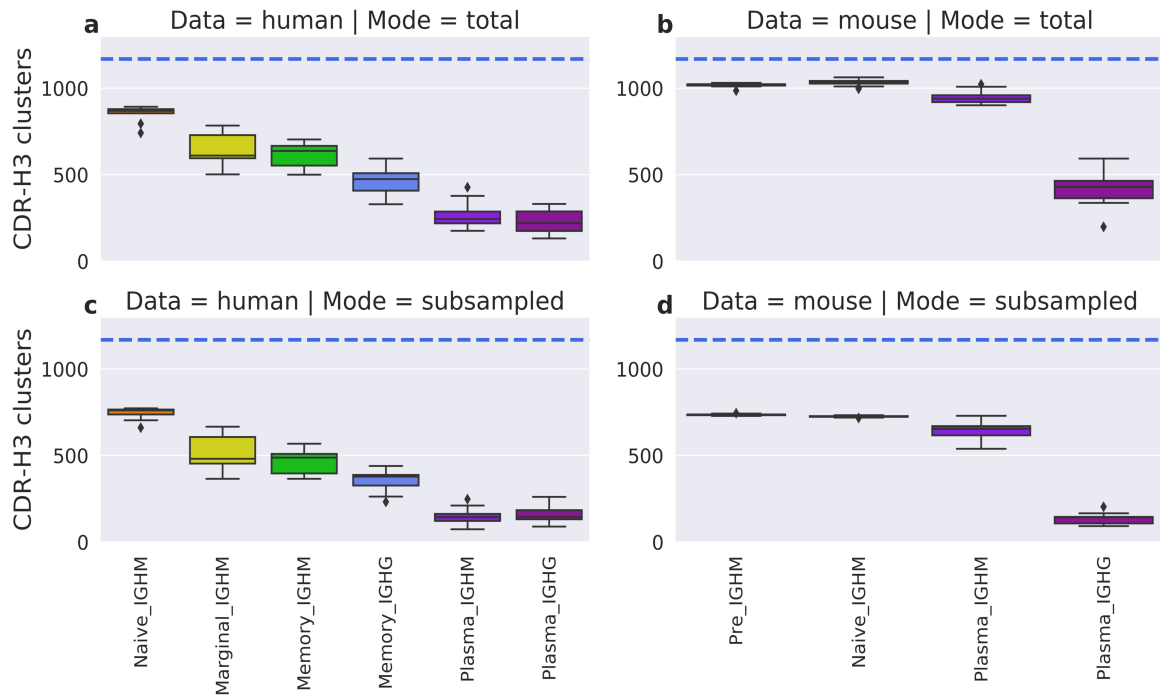 a Data = human | Mode = total
b Data = mouse | Mode = total
CDR-H3 clusters
1000
500
0
1000
500
0
c Data = human | Mode = subsampled
d Data = mouse | Mode = subsampled
CDR-H3 clusters
1000
500
0
1000
500
0
Naive_IGHM
Marginal_IGHM
Memory_IGHM
Memory_IGHG
Plasma_IGHM
Plasma_IGHG
Pre_IGHM
Naive_IGHM
Plasma_IGHM
Plasma_IGHG